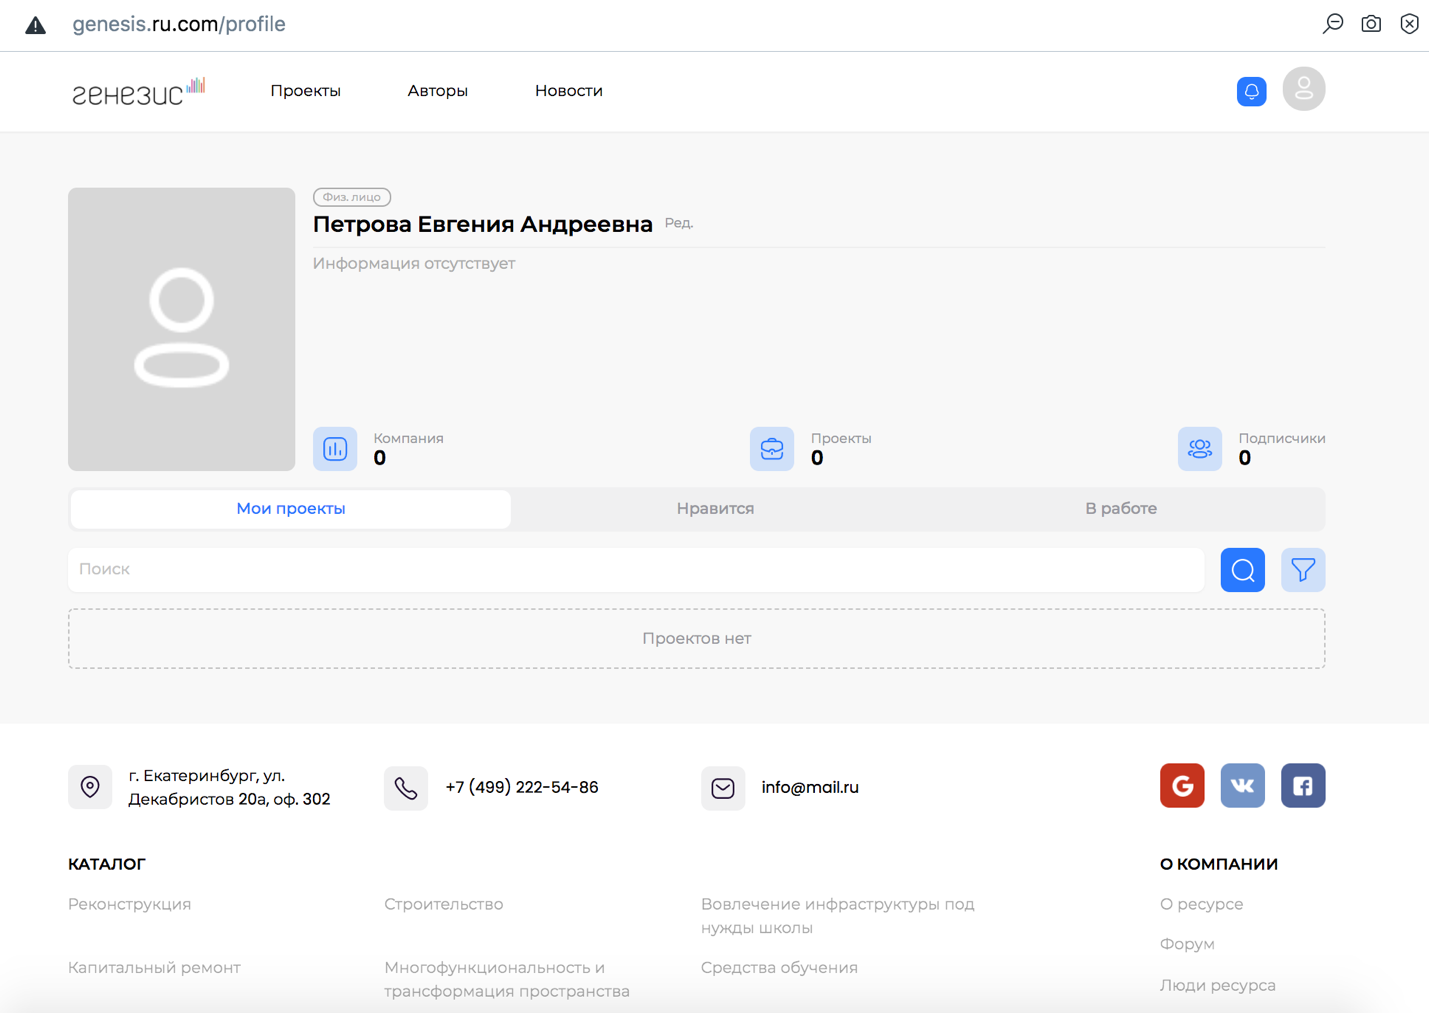 genesis.ru.com/profile
генезис
Проекты
Авторы
Новости
Физ. лицо
Петрова Евгения Андреевна
Ред.
Информация отсутствует
Компания
0
Проекты
0
Подписчики
0
Мои проекты
Нравится
В работе
Поиск
Проектов нет
г. Екатеринбург, ул.
Декабристов 20а, оф. 302
+7 (499) 222-54-86
info@mail.ru
КАТАЛОГ
О КОМПАНИИ
Реконструкция
Строительство
Вовлечение инфраструктуры под
нужды школы
О ресурсе
Форум
Капитальный ремонт
Многофункциональность и
трансформация пространства
Средства обучения
Люди ресурса